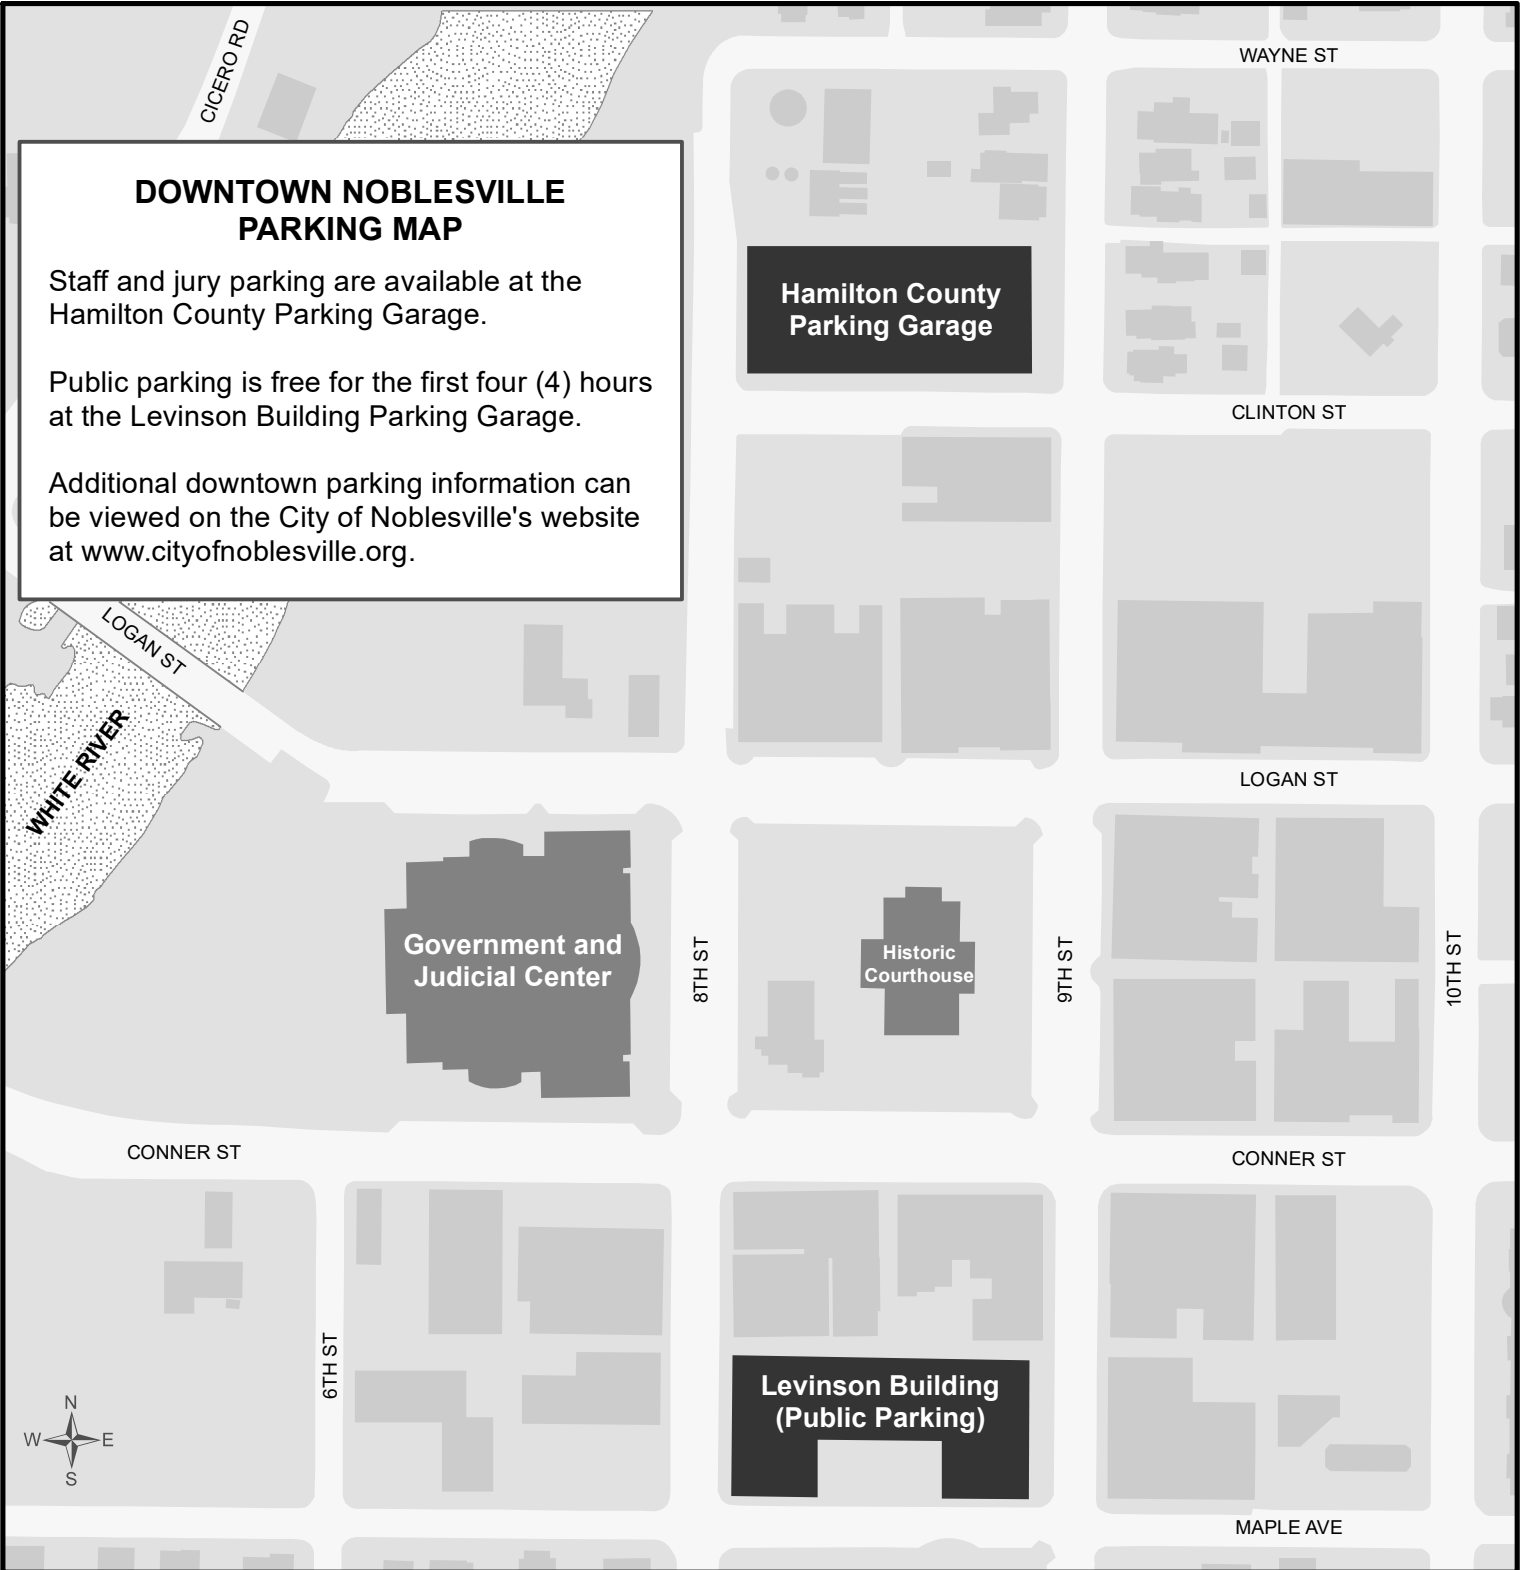 CICERO RD
WAYNE ST
DOWNTOWN NOBLESVILLE
PARKING MAP
Staff and jury parking are available at the
Hamilton County Parking Garage.
Public parking is free for the first four (4) hours
at the Levinson Building Parking Garage.
Additional downtown parking information can
be viewed on the City of Noblesville's website
at www.cityofnoblesville.org.
Hamilton County
Parking Garage
CLINTON ST
LOGAN ST
WHITE RIVER
LOGAN ST
Government and
Judicial Center
8TH ST
Historic
Courthouse
9TH ST
10TH ST
CONNER ST
CONNER ST
6TH ST
Levinson Building
(Public Parking)
N
W
E
S
MAPLE AVE